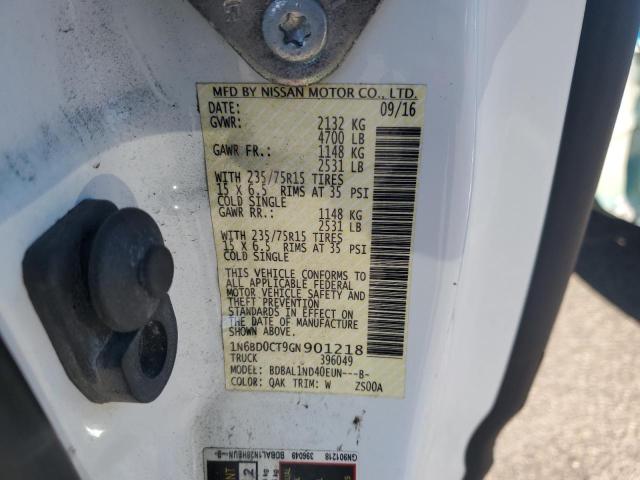 MFD BY NISSAN MOTOR CO., LTD.
DATE: 09/16
GVWR: 2132 KG
4700 LB
GAWR FR.: 1148 KG
2531 LB
WITH 235/75R15 TIRES
15 X 6.5 RIMS AT 35 PSI
COLD SINGLE
GAWR RR.: 1148 KG
2531 LB
WITH 235/75R15 TIRES
15 X 6.5 RIMS AT 35 PSI
COLD SINGLE
THIS VEHICLE CONFORMS TO
ALL APPLICABLE FEDERAL
MOTOR VEHICLE SAFETY AND
THEFT PREVENTION
STANDARDS IN EFFECT ON
THE DATE OF MANUFACTURE
SHOWN ABOVE.
1N6BD0CT9GN901218
TRUCK 396049
MODEL: BDBAL1ND40EUN---B-
COLOR: QAK TRIM: W ZS00A
GN901218 396049